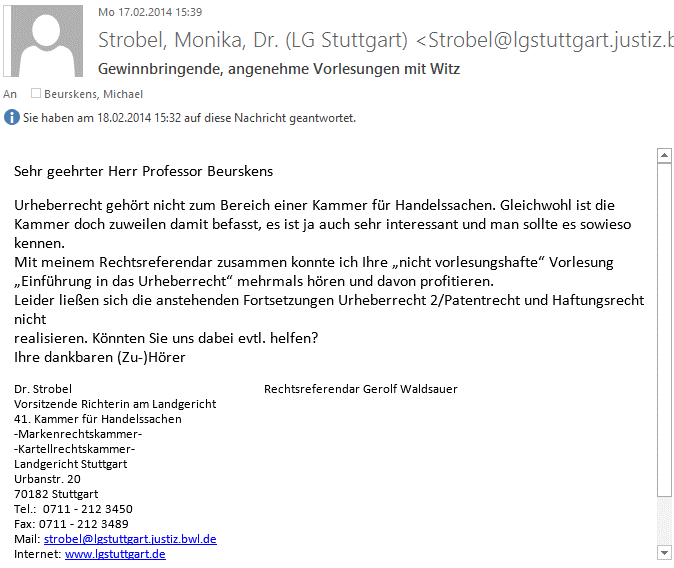 Mo 17.02.2014 15:39
Strobel, Monika, Dr. (LG Stuttgart) <Strobel@lgstuttgart.justiz.b
Gewinnbringende, angenehme Vorlesungen mit Witz
An Beurskens, Michael
Sie haben am 18.02.2014 15:32 auf diese Nachricht geantwortet.
Sehr geehrter Herr Professor Beurskens
Urheberrecht gehört nicht zum Bereich einer Kammer für Handelssachen. Gleichwohl ist die
Kammer doch zuweilen damit befasst, es ist ja auch sehr interessant und man sollte es sowieso
kennen.
Mit meinem Rechtsreferendar zusammen konnte ich Ihre „nicht vorlesungshafte“ Vorlesung
„Einführung in das Urheberrecht“ mehrmals hören und davon profitieren.
Leider ließen sich die anstehenden Fortsetzungen Urheberrecht 2/Patentrecht und Haftungsrecht
nicht
realisieren. Könnten Sie uns dabei evtl. helfen?
Ihre dankbaren (Zu-)Hörer
Dr. Strobel Rechtsreferendar Gerolf Waldsauer
Vorsitzende Richterin am Landgericht
41. Kammer für Handelssachen
-Markenrechtskammer-
-Kartellrechtskammer-
Landgericht Stuttgart
Urbanstr. 20
70182 Stuttgart
Tel.: 0711 - 212 3450
Fax: 0711 - 212 3489
Mail: strobel@lgstuttgart.justiz.bwl.de
Internet: www.lgstuttgart.de